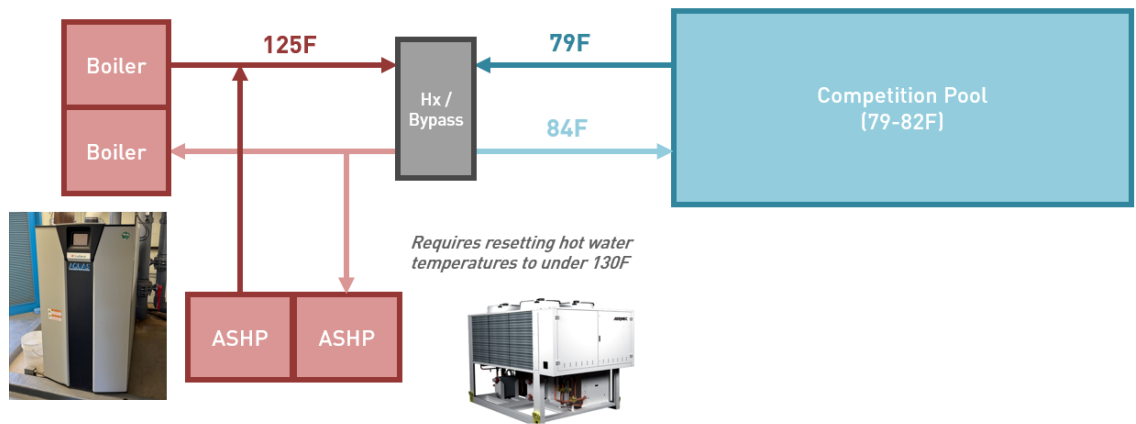 125F
79F
Boiler
Hx /
Bypass
Competition Pool
(79-82F)
84F
Boiler
Requires resetting hot water
temperatures to under 130F
ASHP
ASHP